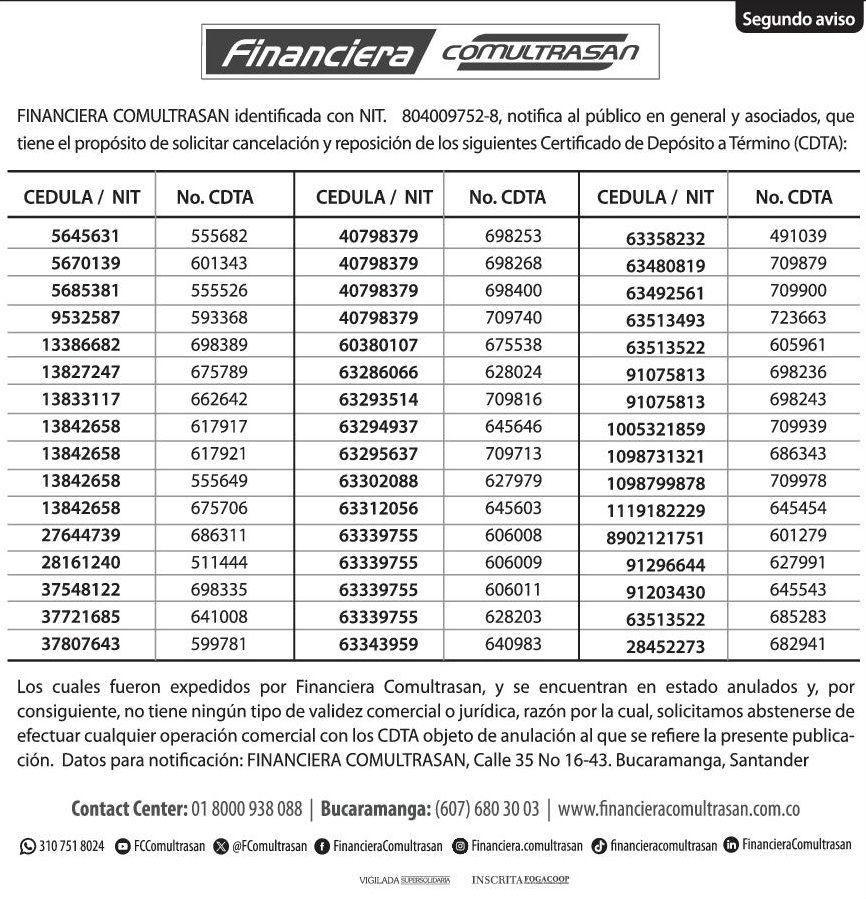 Segundo aviso
Financiera COMULTRASAN
FINANCIERA COMULTRASAN identificada con NIT. 804009752-8, notifica al público en general y asociados, que
tiene el propósito de solicitar cancelación y reposición de los siguientes Certificado de Depósito a Término (CDTA):
CEDULA / NIT No. CDTA CEDULA / NIT No. CDTA CEDULA / NIT No. CDTA
5645631 555682 40798379 698253 63358232 491039
5670139 601343 40798379 698268 63480819 709879
5685381 555526 40798379 698400 63492561 709900
9532587 593368 40798379 709740 63513493 723663
13386682 698389 60380107 675538 63513522 605961
13827247 675789 63286066 628024 91075813 698236
13833117 662642 63293514 709816 91075813 698243
13842658 617917 63294937 645646 1005321859 709939
13842658 617921 63295637 709713 1098731321 686343
13842658 555649 63302088 627979 1098799878 709978
13842658 675706 63312056 645603 1119182229 645454
27644739 686311 63339755 606008 8902121751 601279
28161240 511444 63339755 606009 91296644 627991
37548122 698335 63339755 606011 91203430 645543
37721685 641008 63339755 628203 63513522 685283
37807643 599781 63343959 640983 28452273 682941
Los cuales fueron expedidos por Financiera Comultrasan, y se encuentran en estado anulados y, por
consiguiente, no tiene ningún tipo de validez comercial o jurídica, razón por la cual, solicitamos abstenerse de
efectuar cualquier operación comercial con los CDTA objeto de anulación al que se refiere la presente publica-
ción. Datos para notificación: FINANCIERA COMULTRASAN, Calle 35 No 16-43. Bucaramanga, Santander
Contact Center: 01 8000 938 088 | Bucaramanga: (607) 680 30 03 | www.financieracomultrasan.com.co
310 751 8024 FCComultrasan @FComultrasan FinancieraComultrasan Financiera.comultrasan financieracomultrasan FinancieraComultrasan
VIGILADA SUPERSOLIDARIA INSCRITA FOGACOOP